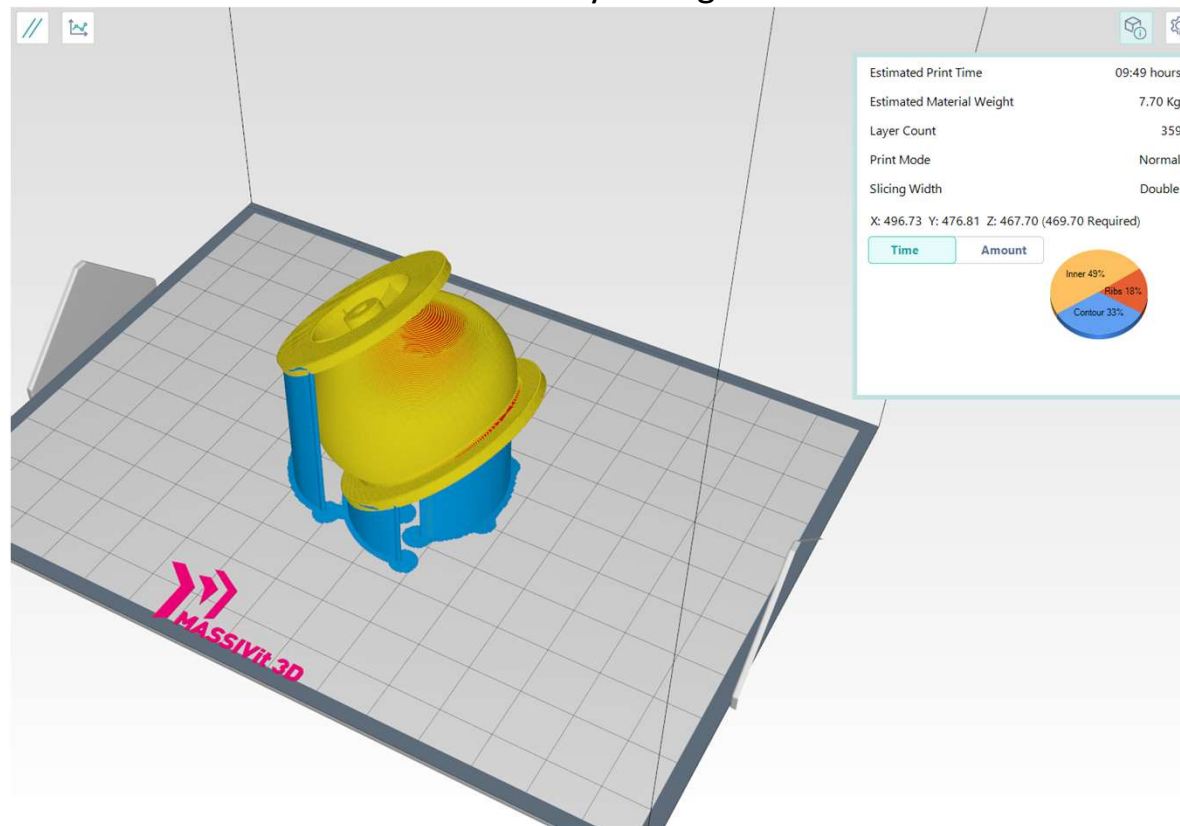 Estimated Print Time 09:49 hours
Estimated Material Weight 7.70 Kg
Layer Count 359
Print Mode Normal
Slicing Width Double
X: 496.73 Y: 476.81 Z: 467.70 (469.70 Required)
Time Amount
Inner 49%
Ribs 18%
Contour 33%
MASSIVit 3D